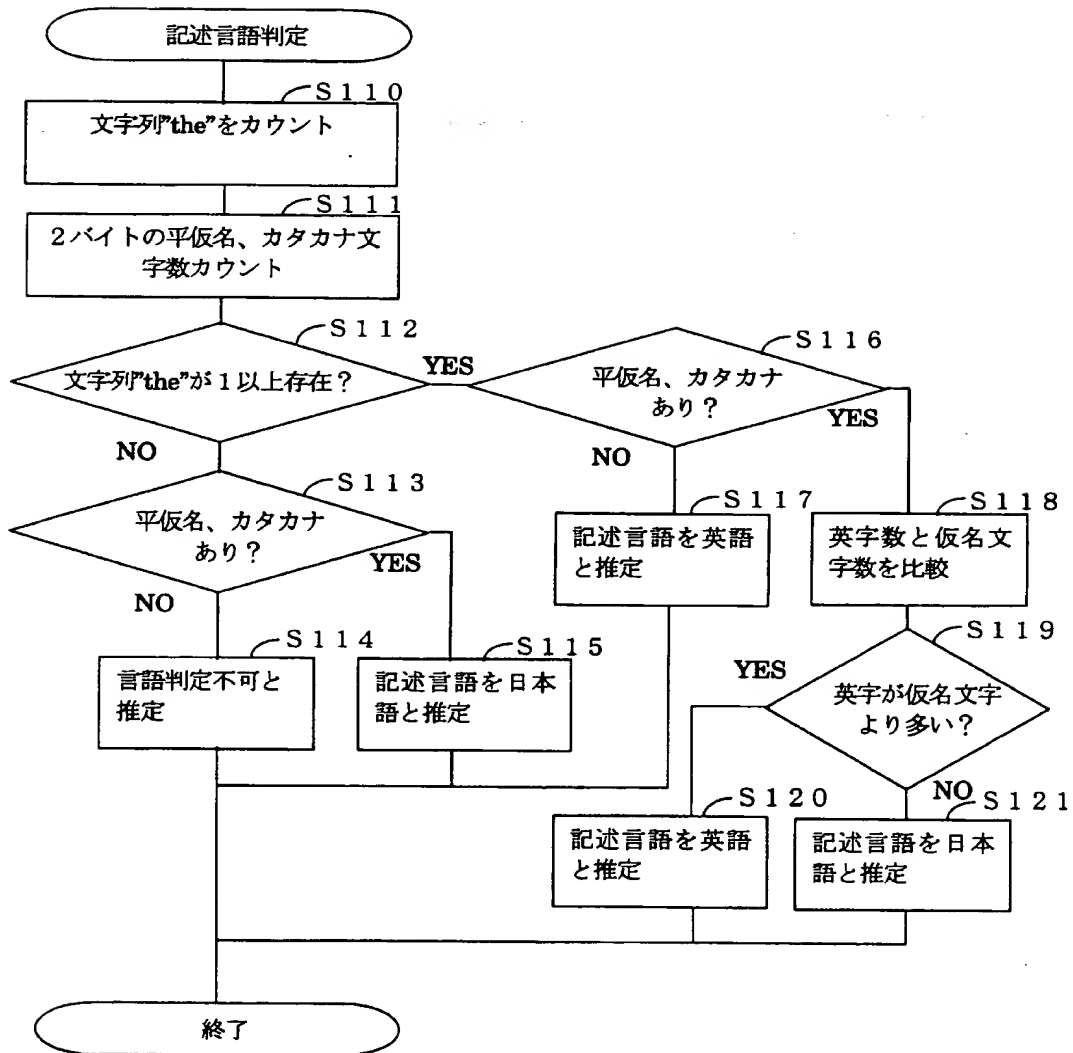 記述言語判定
S110
文字列"the"をカウント
S111
2バイトの平仮名、カタカナ文
字数カウント
S112
文字列"the"が1以上存在？
YES
NO
S116
平仮名、カタカナ
あり？
YES
NO
S113
平仮名、カタカナ
あり？
YES
NO
S117
記述言語を英語
と推定
S118
英字数と仮名文
字数を比較
S114
言語判定不可と
推定
S115
記述言語を日本
語と推定
S119
英字が仮名文字
より多い？
YES
NO
S120
記述言語を英語
と推定
S121
記述言語を日本
語と推定
終了